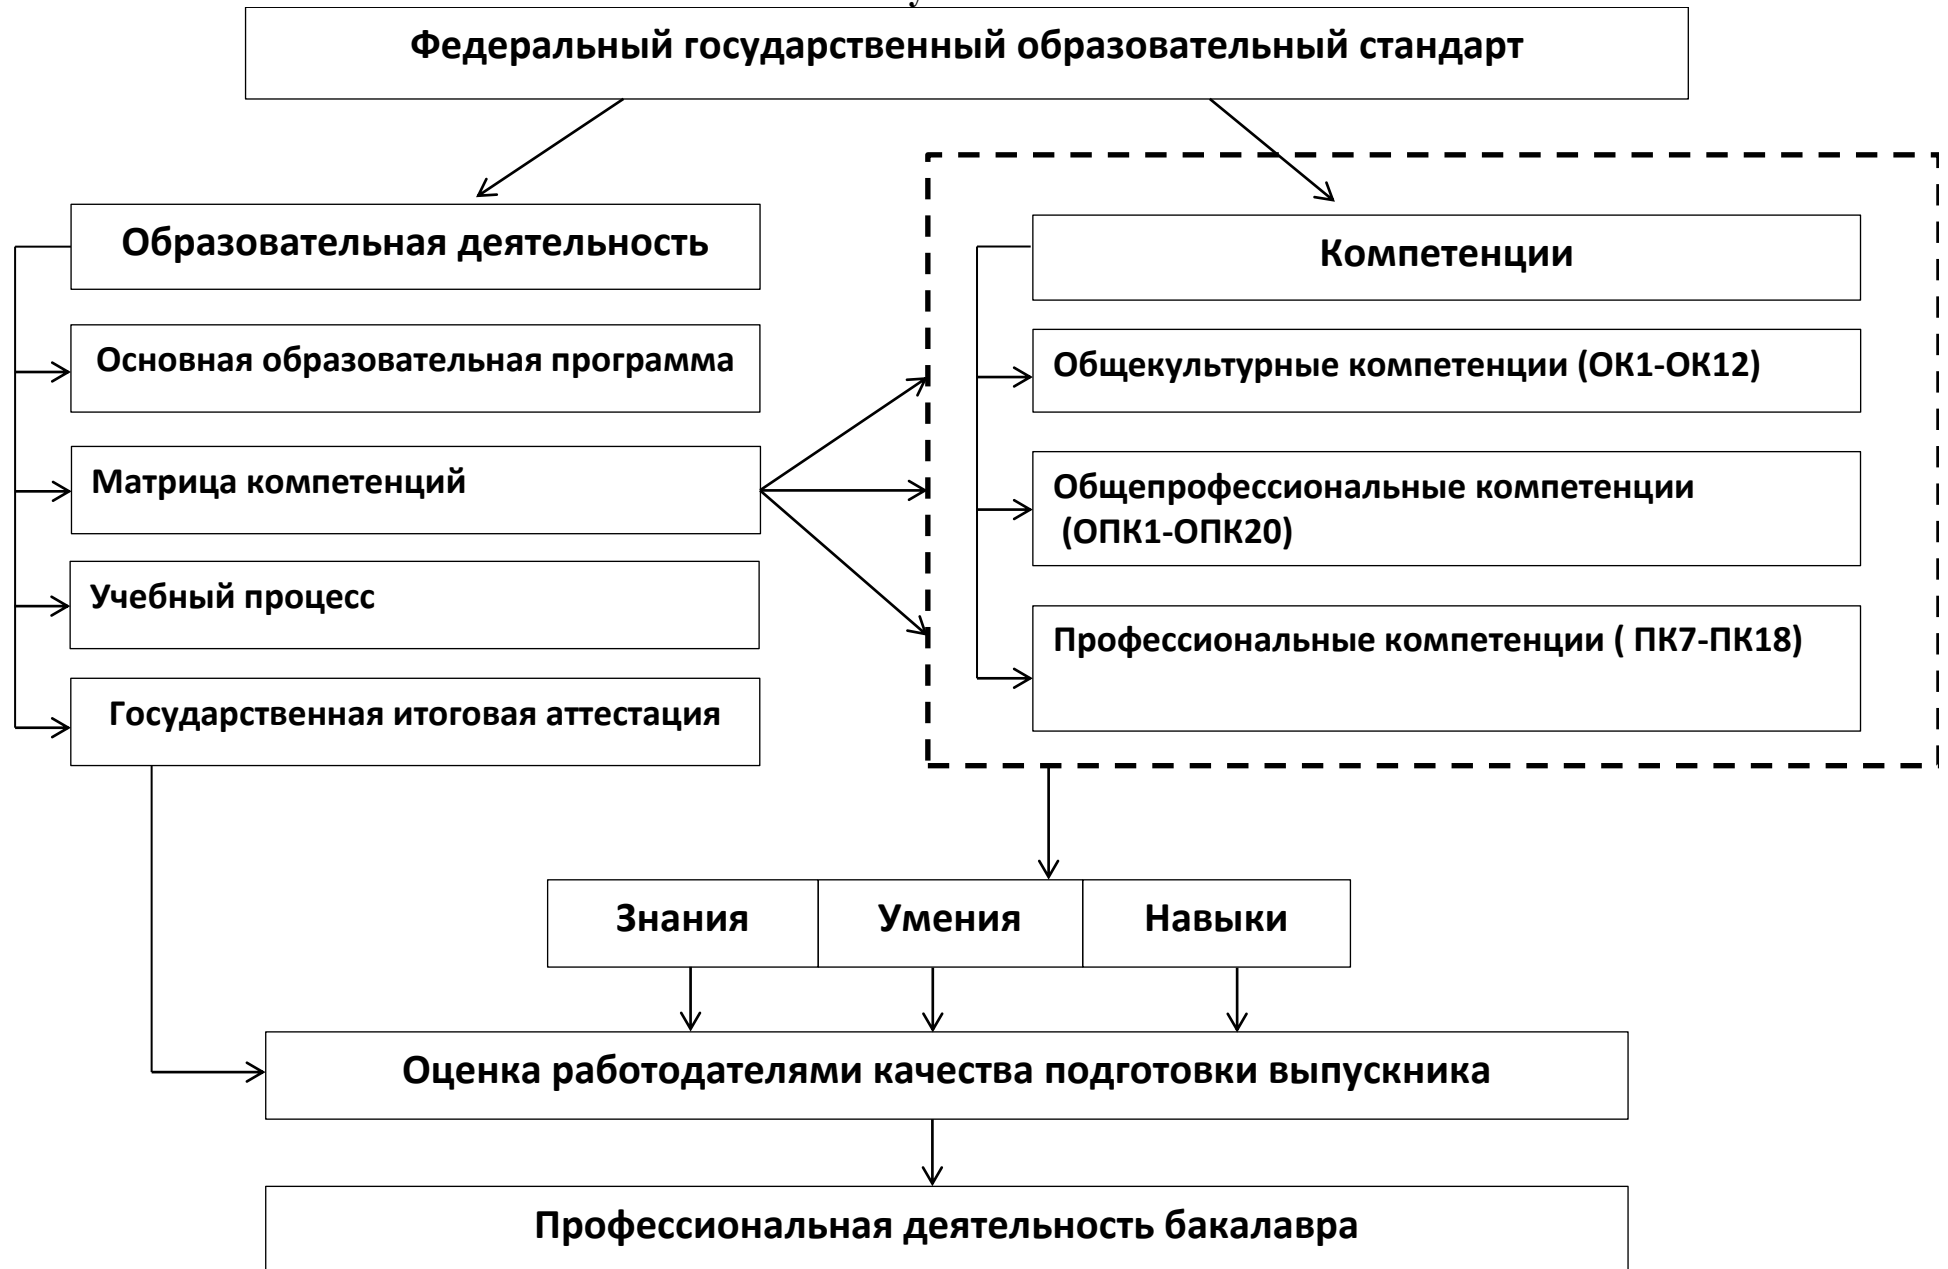 Федеральный государственный образовательный стандарт
Образовательная деятельность
Основная образовательная программа
Матрица компетенций
Учебный процесс
Государственная итоговая аттестация
Компетенции
Общекультурные компетенции (ОК1-ОК12)
Общепрофессиональные компетенции
(ОПК1-ОПК20)
Профессиональные компетенции ( ПК7-ПК18)
Знания
Умения
Навыки
Оценка работодателями качества подготовки выпускника
Профессиональная деятельность бакалавра